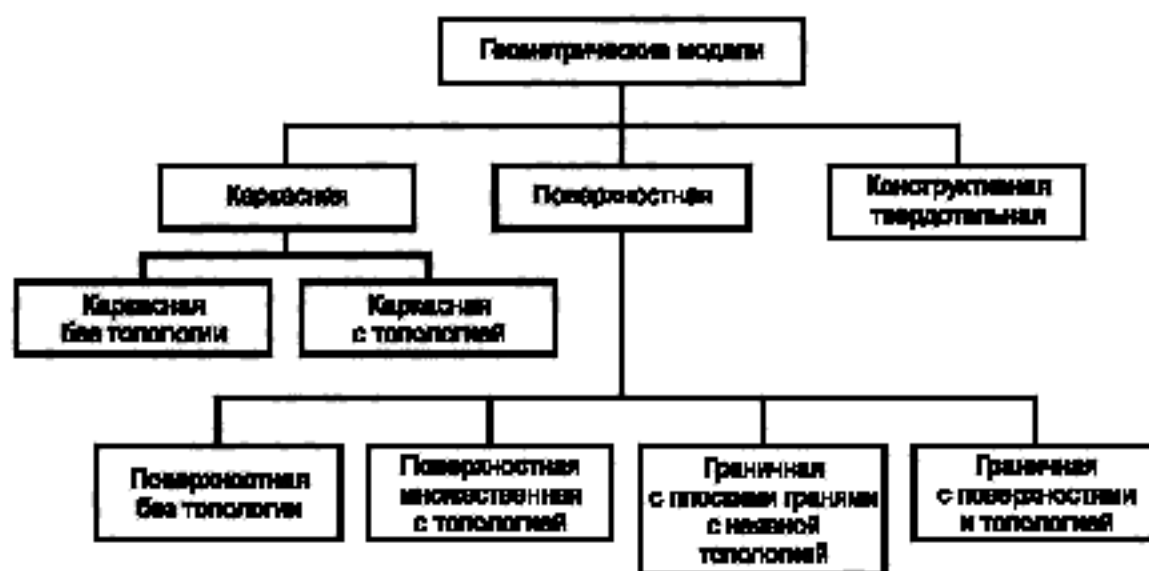 Геометрические модели
Каркасная
Поверхностная
Конструктивная
твердотельная
Каркасная
без топологии
Каркасная
с топологией
Поверхностная
без топологии
Поверхностная
множественная
с топологией
Граничная
с плоскими гранями
с неявной
топологией
Граничная
с поверхностями
и топологией